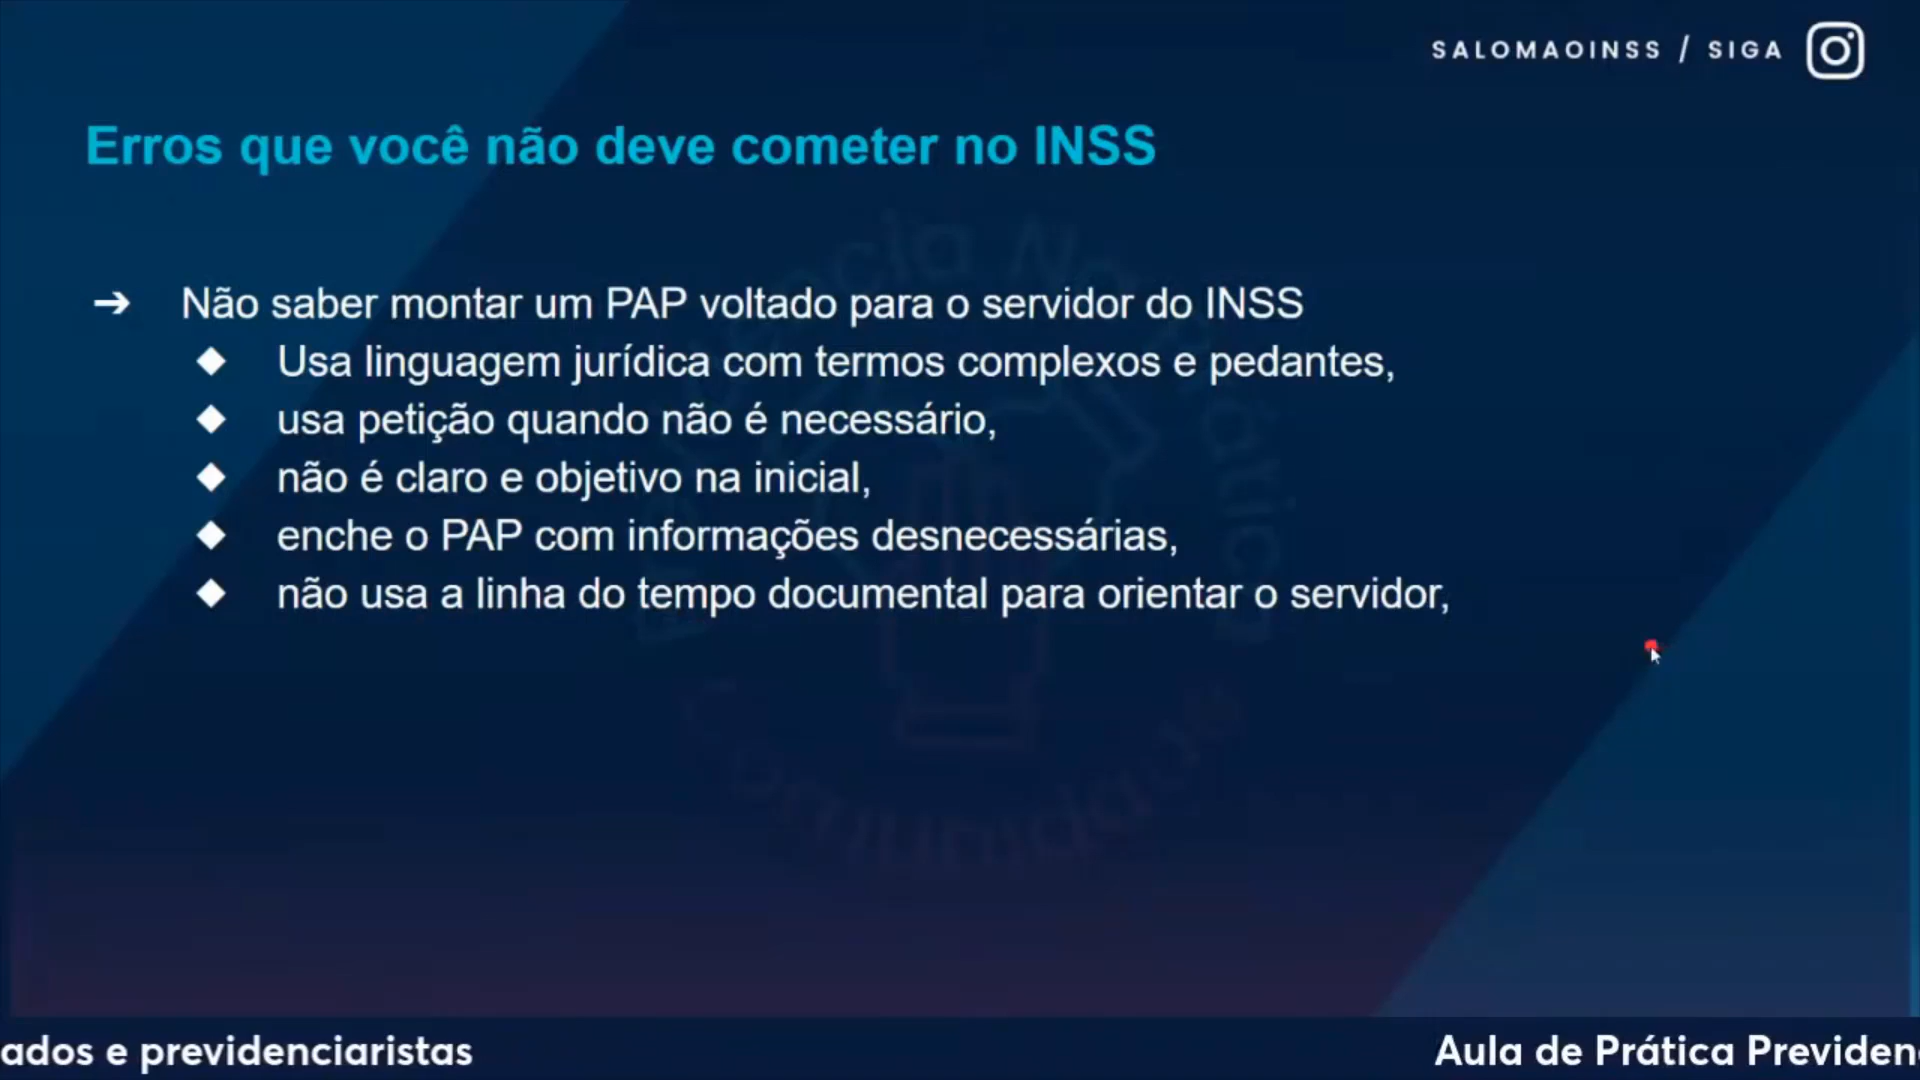 SALOMAOINSS / SIGA
Erros que você não deve cometer no INSS
➔ Não saber montar um PAP voltado para o servidor do INSS
◆ Usa linguagem jurídica com termos complexos e pedantes,
◆ usa petição quando não é necessário,
◆ não é claro e objetivo na inicial,
◆ enche o PAP com informações desnecessárias,
◆ não usa a linha do tempo documental para orientar o servidor,
Na Prática
Comunidade
ados e previdenciaristas
Aula de Prática Previden